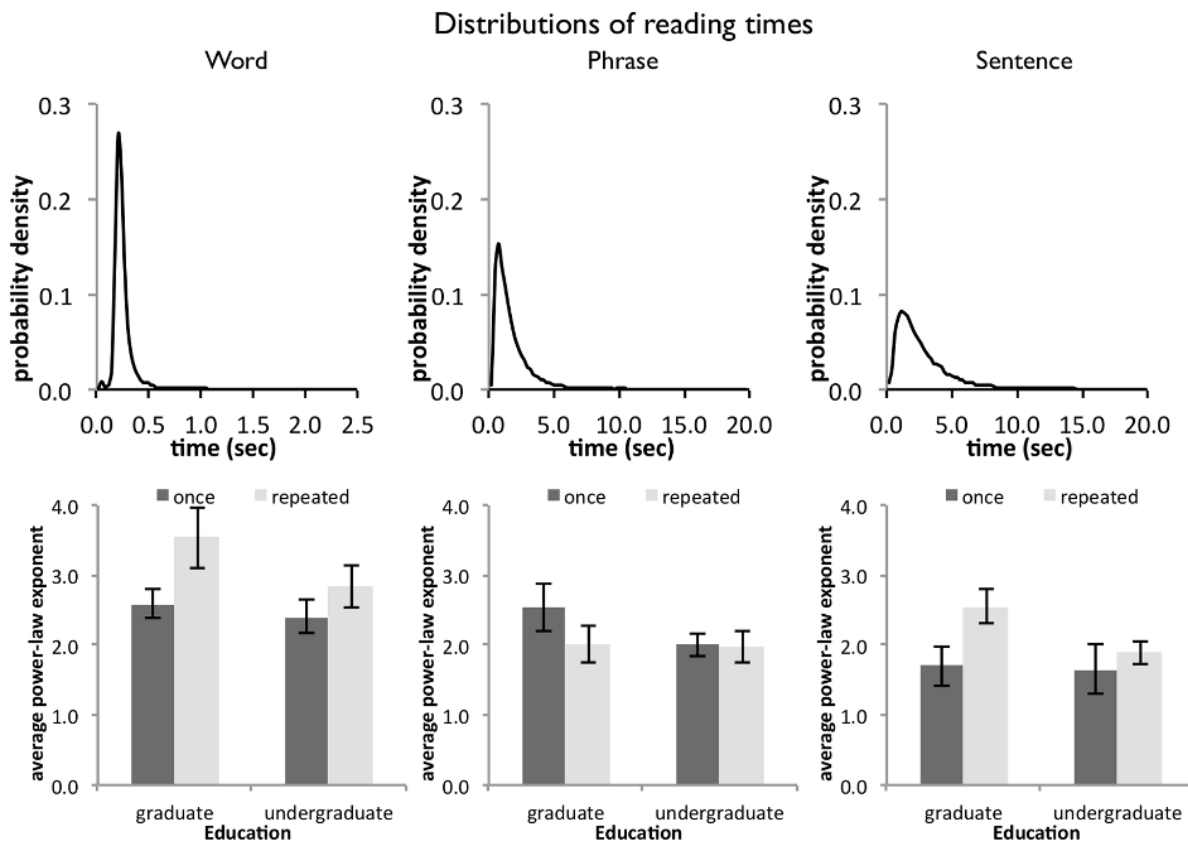 Distributions of reading times
Word
Phrase
Sentence
probability density
0.3
0.2
0.1
0.0
0.0 0.5 1.0 1.5 2.0 2.5
time (sec)
probability density
0.3
0.2
0.1
0.0
0.0 5.0 10.0 15.0 20.0
time (sec)
probability density
0.3
0.2
0.1
0.0
0.0 5.0 10.0 15.0 20.0
time (sec)
once repeated
average power-law exponent
4.0
3.0
2.0
1.0
0.0
graduate undergraduate
Education
once repeated
average power-law exponent
4.0
3.0
2.0
1.0
0.0
graduate undergraduate
Education
once repeated
average power-law exponent
4.0
3.0
2.0
1.0
0.0
graduate undergraduate
Education